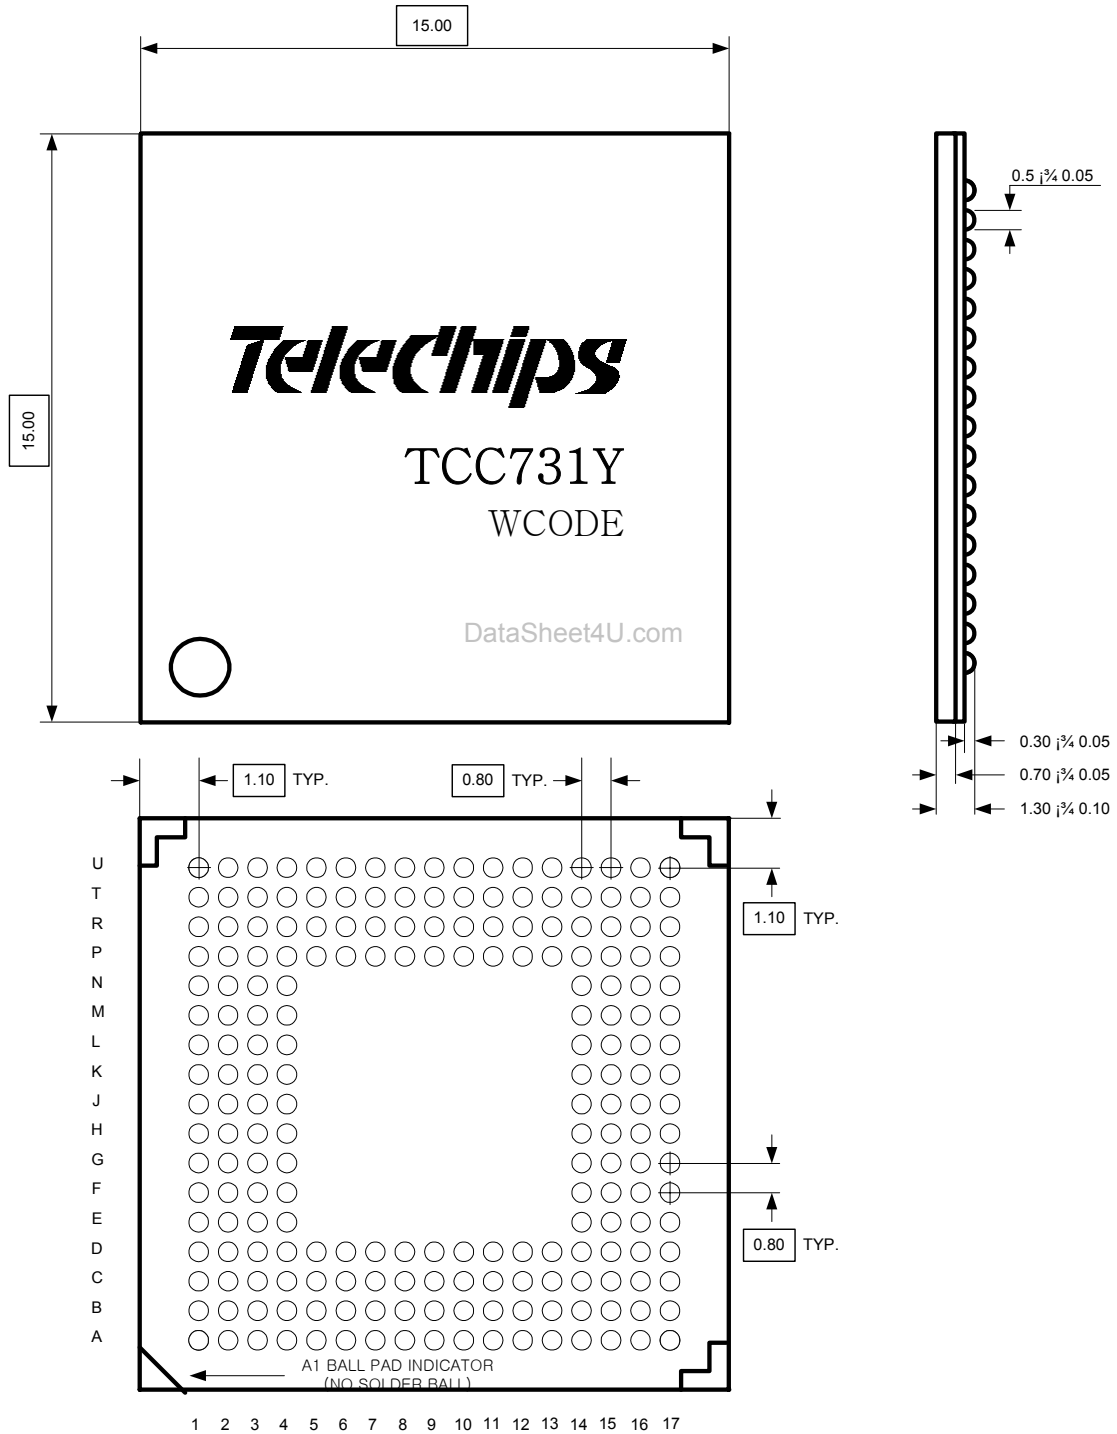 15.00
0.5 ¡¾ 0.05
TeleChips
15.00
TCC731Y
WCODE
DataSheet4U.com
0.30 ¡¾ 0.05
1.10 TYP.
0.80 TYP.
0.70 ¡¾ 0.05
1.30 ¡¾ 0.10
U
T
R
1.10 TYP.
P
N
M
L
K
J
H
G
F
E
D
0.80 TYP.
C
B
A
A1 BALL PAD INDICATOR
(NO SOLDER BALL)
1 2 3 4 5 6 7 8 9 10 11 12 13 14 15 16 17